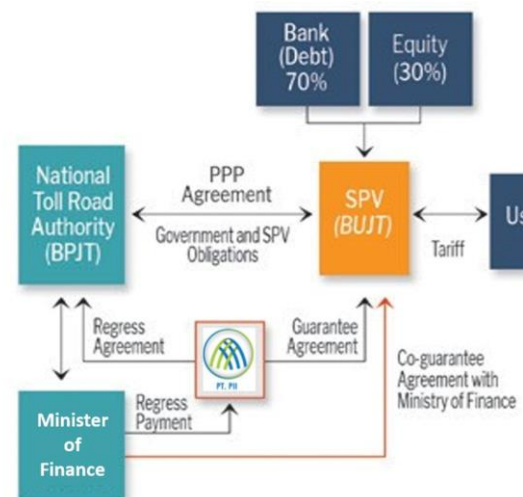 Bank
(Debt)
70%
Equity
(30%)
National
Toll Road
Authority
(BPJT)
PPP
Agreement
Government and SPV
Obligations
SPV
(BUJT)
Tariff
Us
Regress
Agreement
PT. PII
Guarantee
Agreement
Co-guarantee
Agreement with
Ministry of Finance
Regress
Payment
Minister
of
Finance